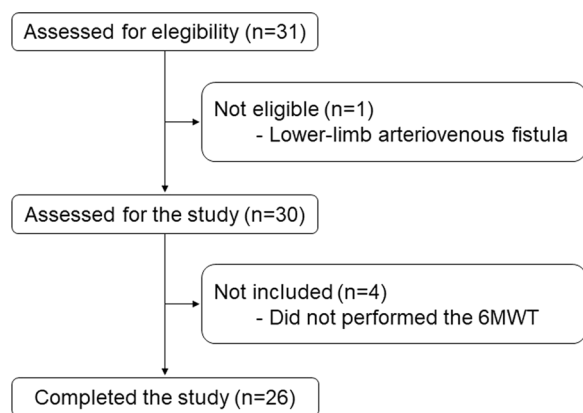 Assessed for elegibility (n=31)
Not eligible (n=1)
- Lower-limb arteriovenous fistula
Assessed for the study (n=30)
Not included (n=4)
- Did not performed the 6MWT
Completed the study (n=26)